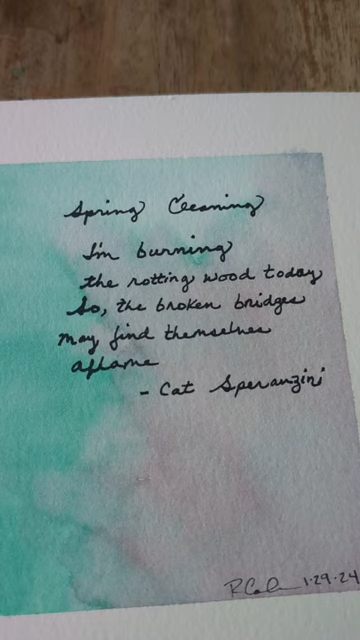 Spring Cleaning
I'm burning
the rotting wood today
So, the broken bridges
may find themselves
aflame
- Cat Speranzini
1·29·24